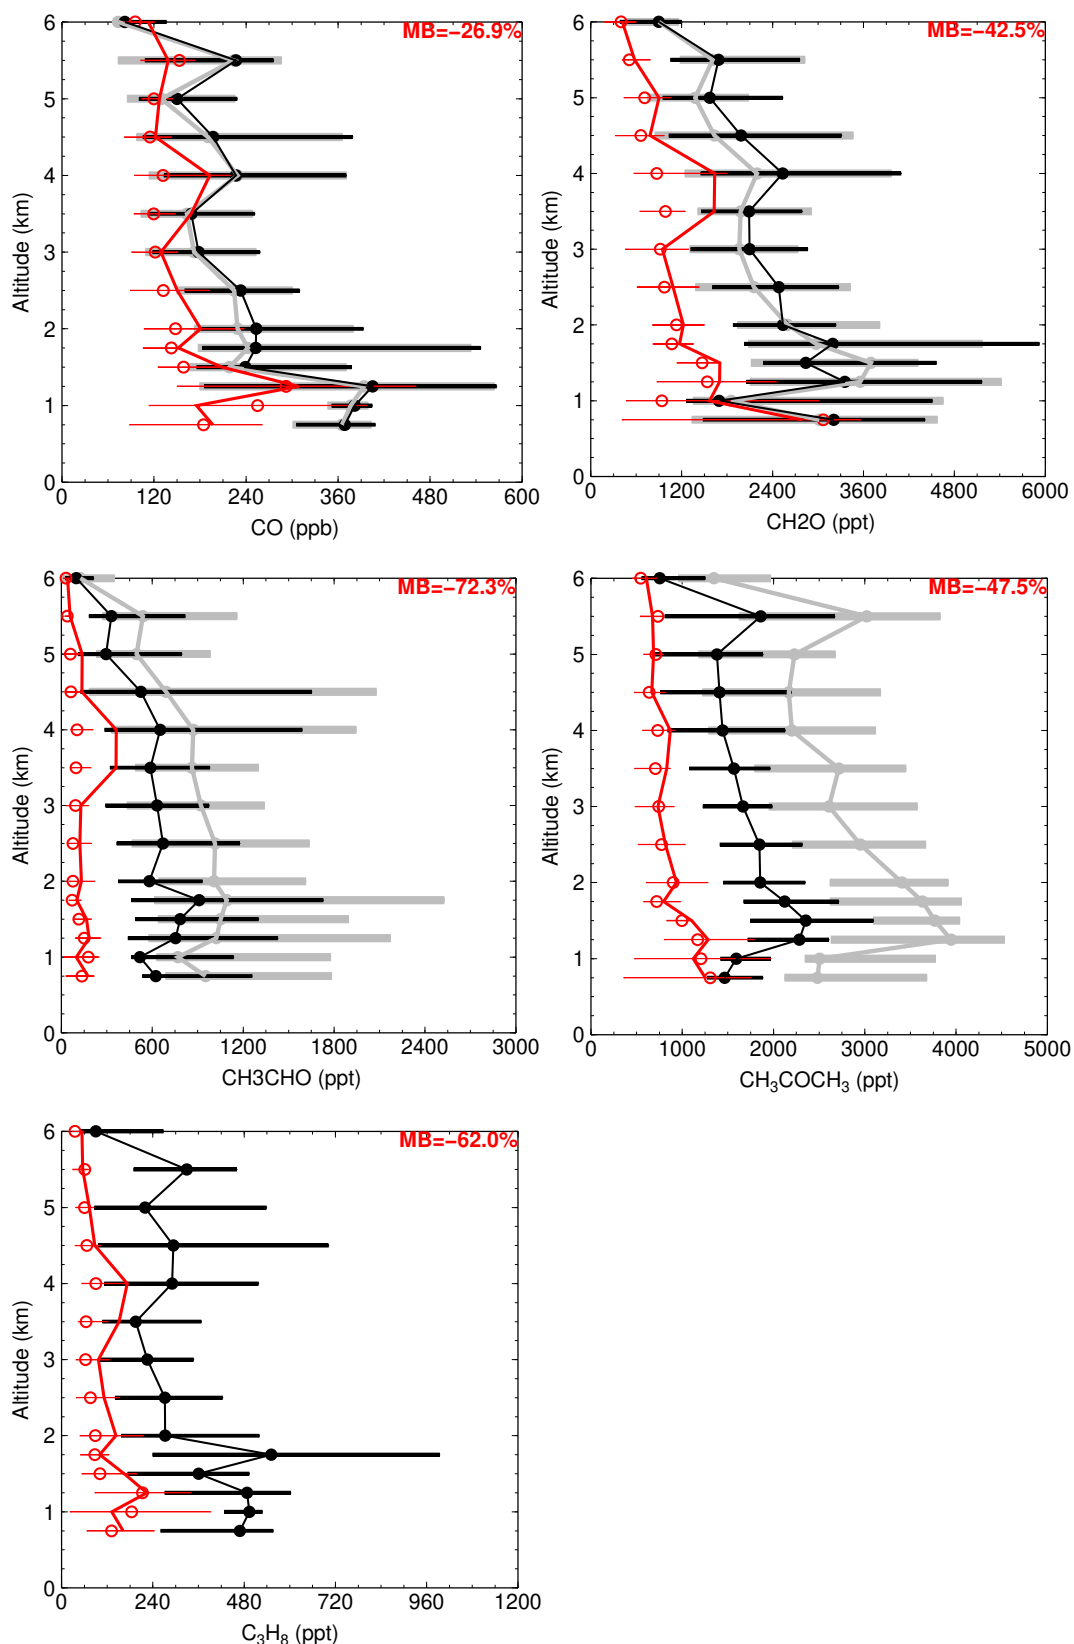 MB=−26.9%
6
5
4
3
2
1
0
Altitude (km)
0 120 240 360 480 600
CO (ppb)
MB=−42.5%
6
5
4
3
2
1
0
Altitude (km)
0 1200 2400 3600 4800 6000
CH2O (ppt)
MB=−72.3%
6
5
4
3
2
1
0
Altitude (km)
0 600 1200 1800 2400 3000
CH3CHO (ppt)
MB=−47.5%
6
5
4
3
2
1
0
Altitude (km)
0 1000 2000 3000 4000 5000
CH₃COCH₃ (ppt)
MB=−62.0%
6
5
4
3
2
1
0
Altitude (km)
0 240 480 720 960 1200
C₃H₈ (ppt)